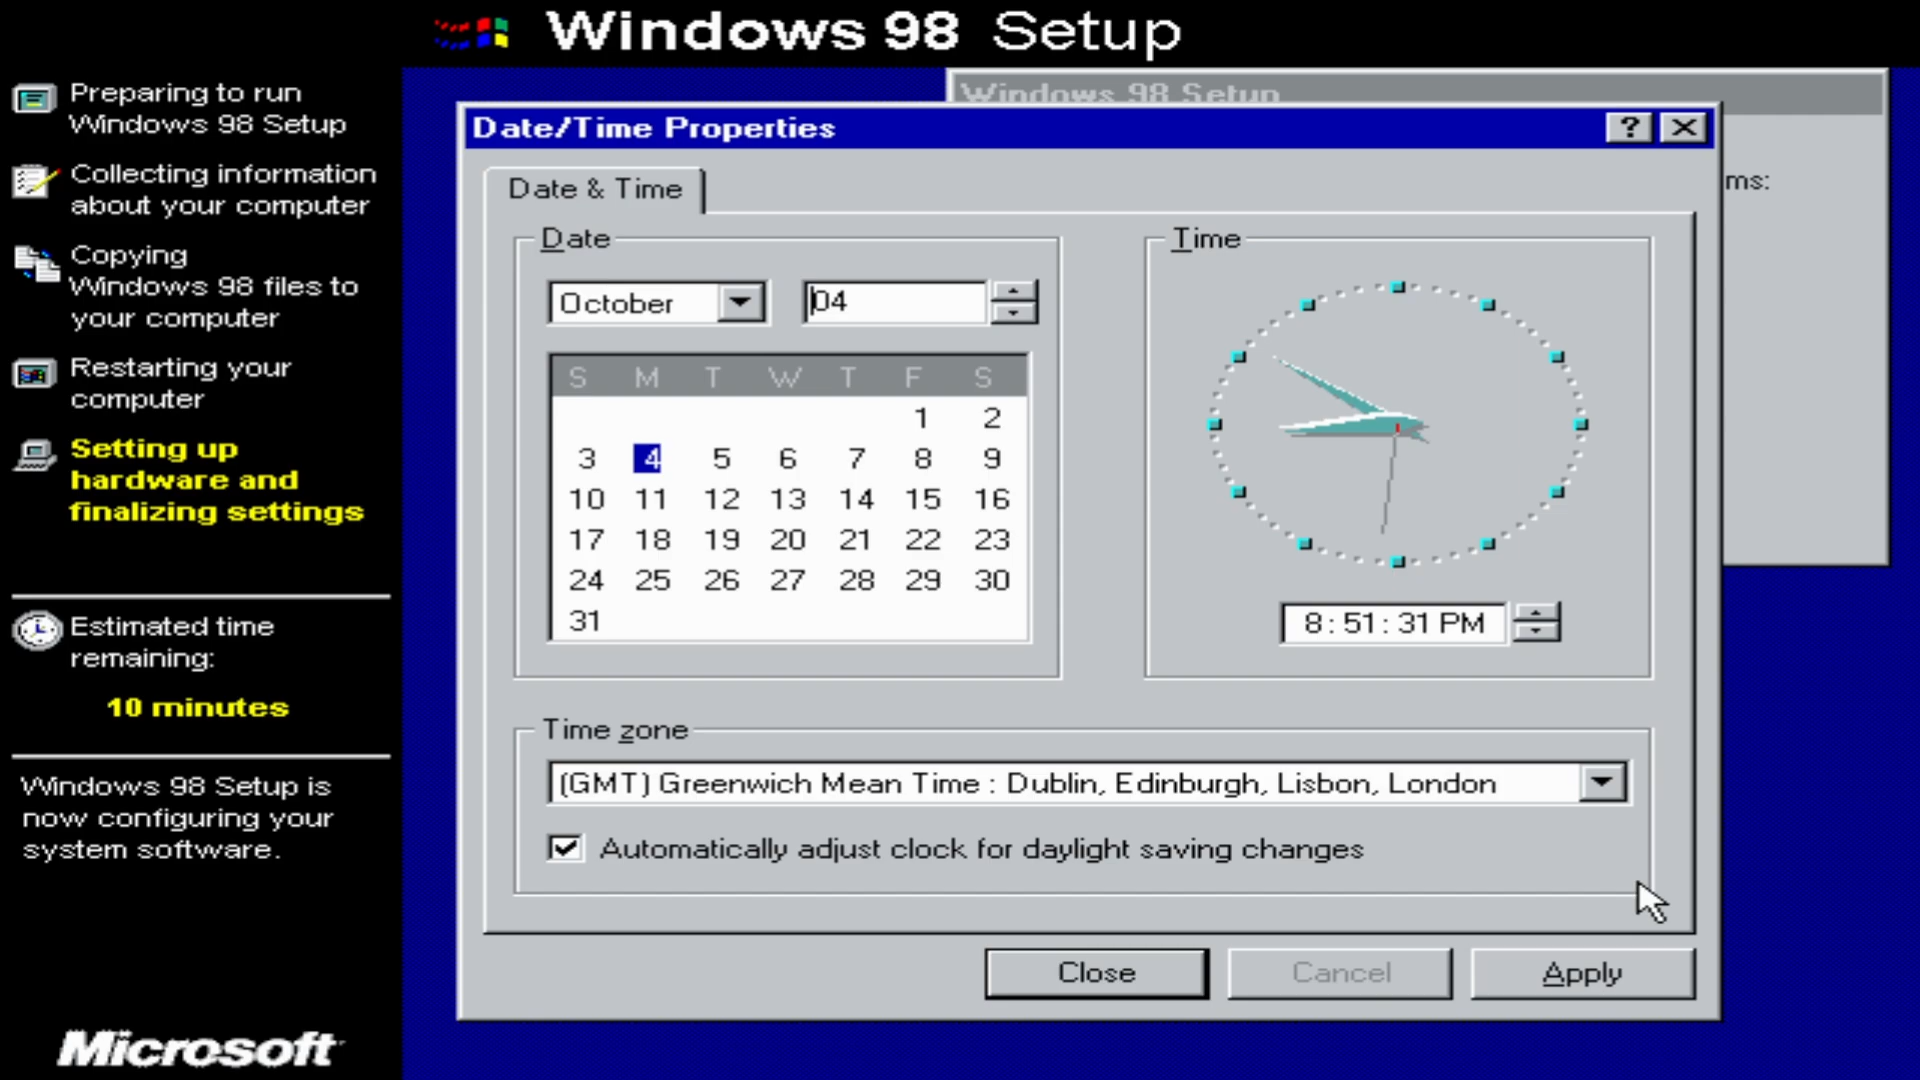 Windows 98 Setup
Preparing to run
Windows 98 Setup
Collecting information
about your computer
Copying
Windows 98 files to
your computer
Restarting your
computer
Setting up
hardware and
finalizing settings
Estimated time
remaining:
10 minutes
Windows 98 Setup is
now configuring your
system software.
Microsoft
Windows 98 Setup
ms:
Date/Time Properties
Date & Time
Date
October 04
S M T W T F S
1 2
3 4 5 6 7 8 9
10 11 12 13 14 15 16
17 18 19 20 21 22 23
24 25 26 27 28 29 30
31
Time
8:51:31 PM
Time zone
(GMT) Greenwich Mean Time : Dublin, Edinburgh, Lisbon, London
Automatically adjust clock for daylight saving changes
Close Cancel Apply